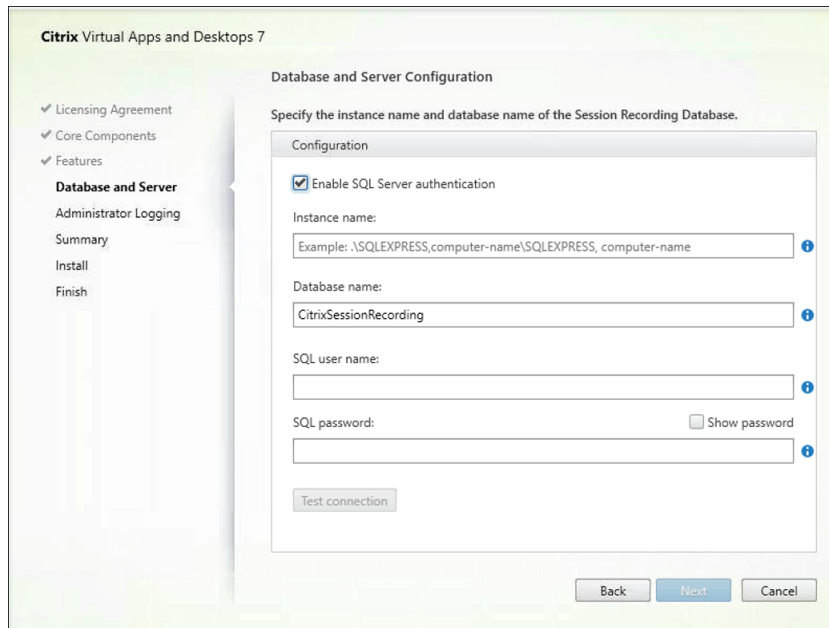 Citrix Virtual Apps and Desktops 7
Licensing Agreement
Core Components
Features
Database and Server
Administrator Logging
Summary
Install
Finish
Database and Server Configuration
Specify the instance name and database name of the Session Recording Database.
Configuration
Enable SQL Server authentication
Instance name:
Example: .\SQLEXPRESS,computer-name\SQLEXPRESS, computer-name
Database name:
CitrixSessionRecording
SQL user name:
SQL password:
Show password
Test connection
Back
Next
Cancel